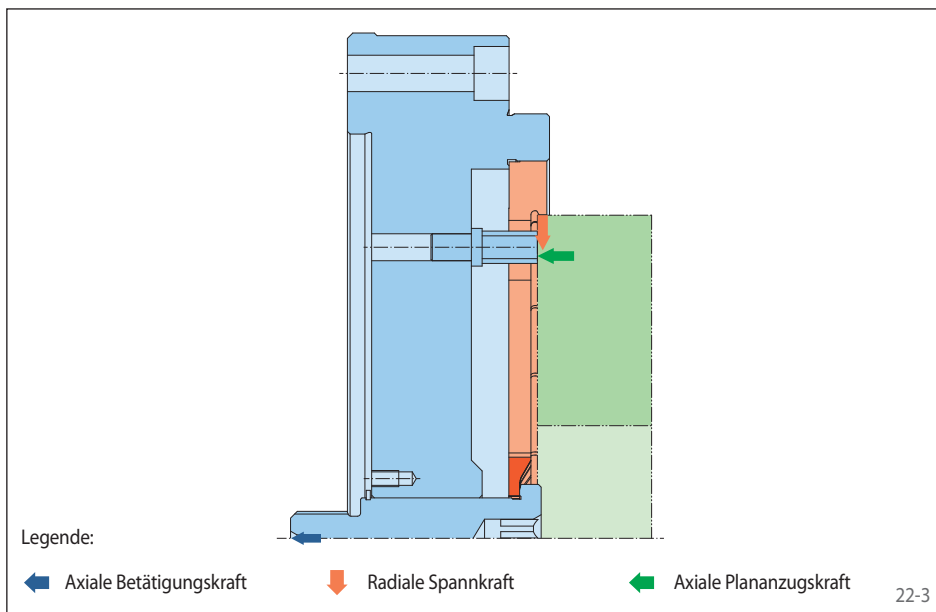 Legende:
Axiale Betätigungskraft
Radiale Spannkraft
Axiale Plananzugskraft
22-3